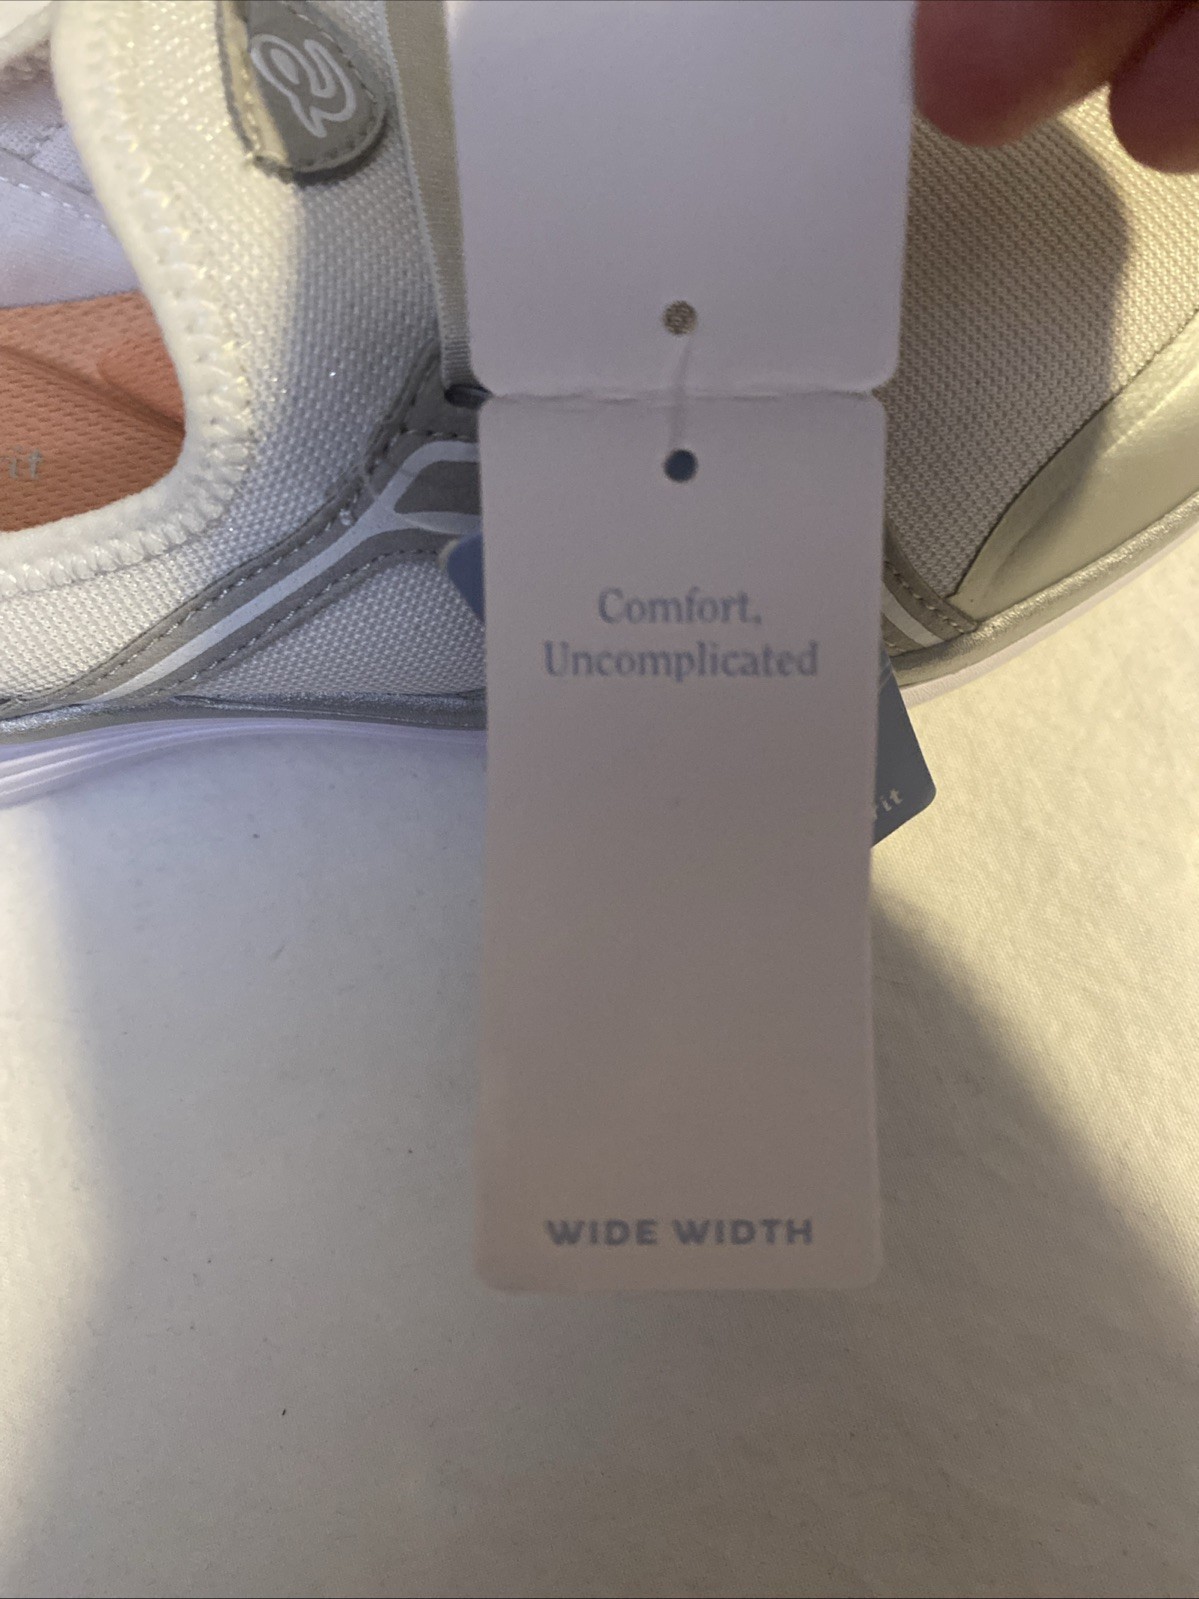 Comfort,
Uncomplicated
WIDE WIDTH